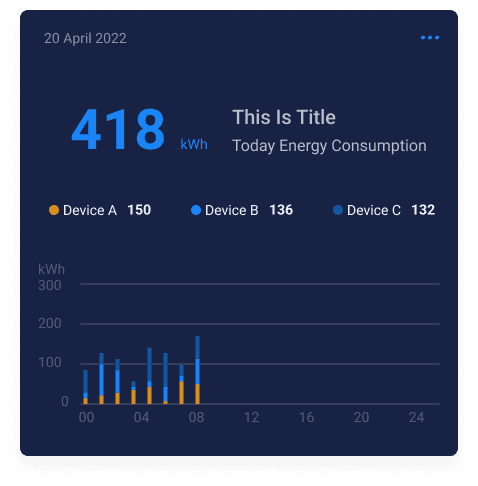 20 April 2022
418 kWh
This Is Title
Today Energy Consumption
Device A 150 Device B 136 Device C 132
kWh
300
200
100
0
00 04 08 12 16 20 24